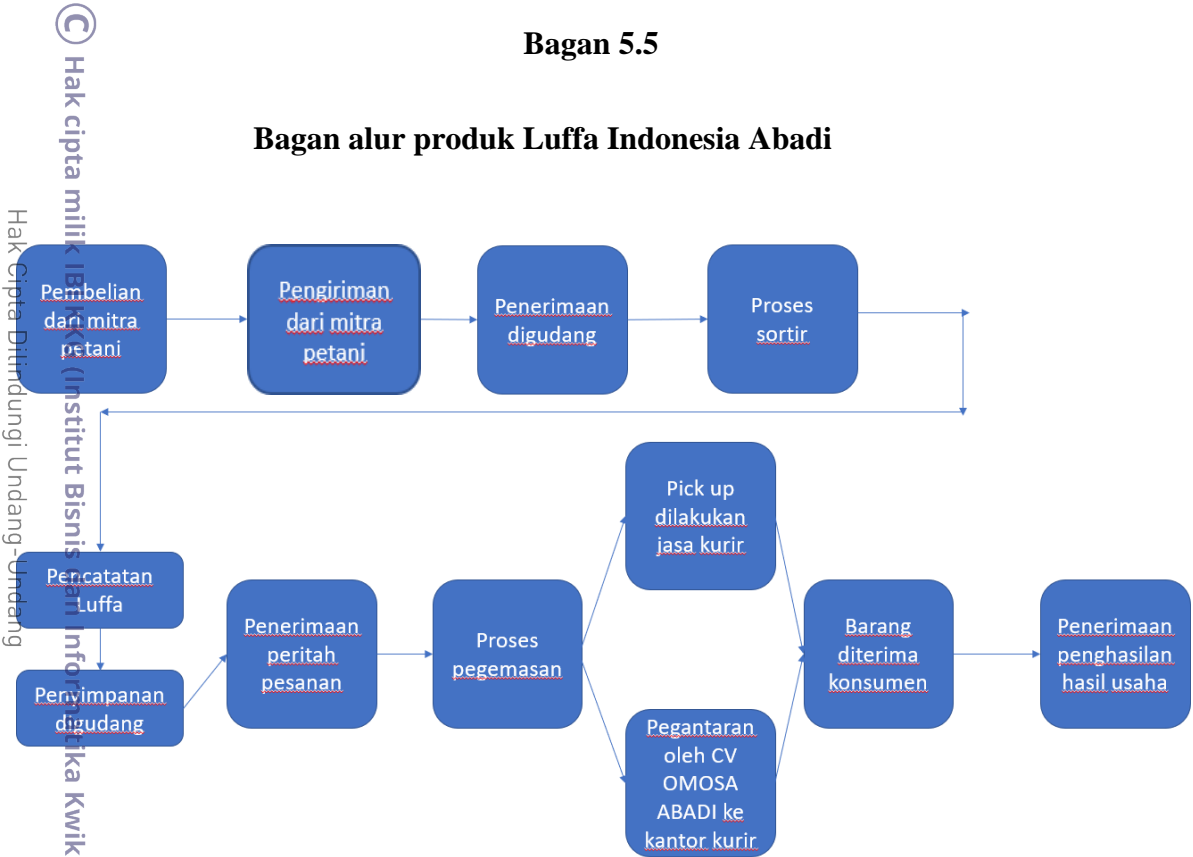 Bagan 5.5
Bagan alur produk Luffa Indonesia Abadi
Pembelian
dari mitra
petani
Pengiriman
dari mitra
petani
Penerimaan
digudang
Proses
sortir
Pencatatan
Luffa
Penyimpanan
digudang
Penerimaan
peritah
pesanan
Proses
pegemasan
Pick up
dilakukan
jasa kurir
Pegantaran
oleh CV
OMOSA
ABADI ke
kantor kurir
Barang
diterima
konsumen
Penerimaan
penghasilan
hasil usaha
© Hak cipta milik IBI KKG (Institut Bisnis dan Informatika Kwik
Hak Cipta Dilindungi Undang-Undang